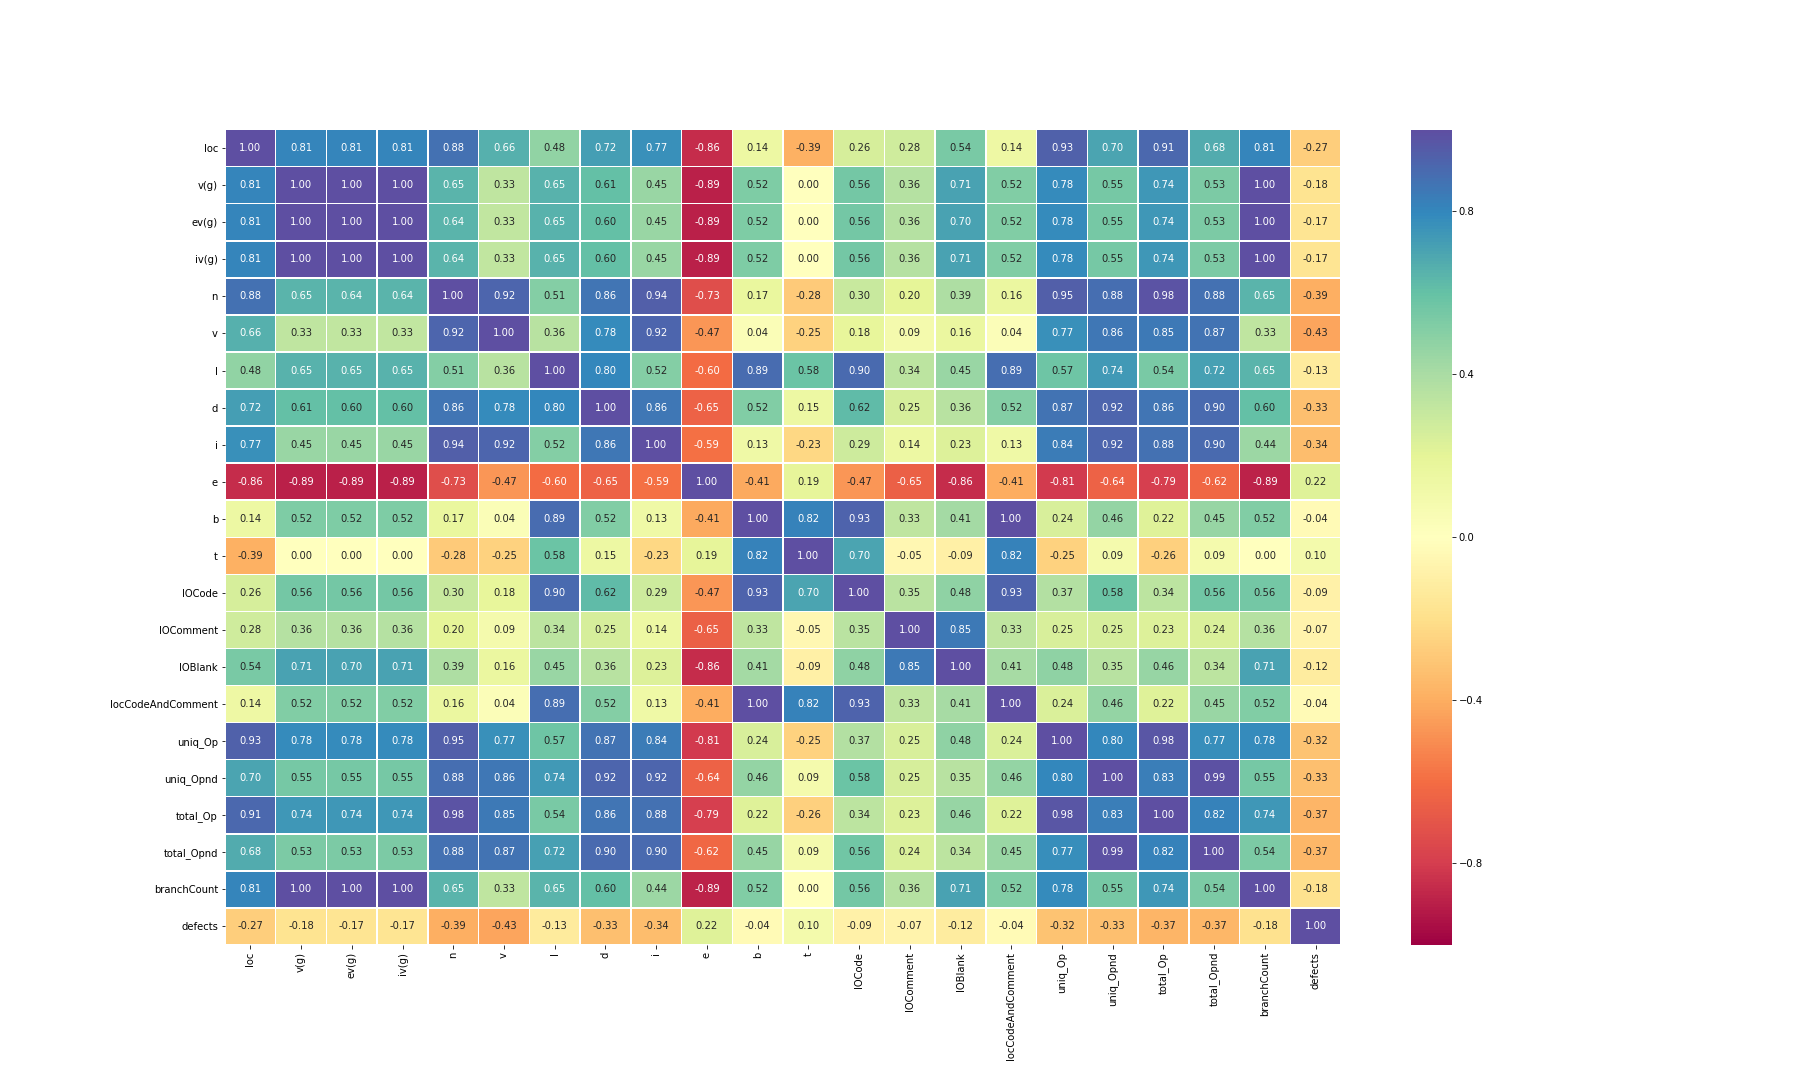 loc 1.00 0.81 0.81 0.81 0.88 0.66 0.48 0.72 0.77 -0.86 0.14 -0.39 0.26 0.28 0.54 0.14 0.93 0.70 0.91 0.68 0.81 -0.27
v(g) 0.81 1.00 1.00 1.00 0.65 0.33 0.65 0.61 0.45 -0.89 0.52 0.00 0.56 0.36 0.71 0.52 0.78 0.55 0.74 0.53 1.00 -0.18
ev(g) 0.81 1.00 1.00 1.00 0.64 0.33 0.65 0.60 0.45 -0.89 0.52 0.00 0.56 0.36 0.70 0.52 0.78 0.55 0.74 0.53 1.00 -0.17
iv(g) 0.81 1.00 1.00 1.00 0.64 0.33 0.65 0.60 0.45 -0.89 0.52 0.00 0.56 0.36 0.71 0.52 0.78 0.55 0.74 0.53 1.00 -0.17
n 0.88 0.65 0.64 0.64 1.00 0.92 0.51 0.86 0.94 -0.73 0.17 -0.28 0.30 0.20 0.39 0.16 0.95 0.88 0.98 0.88 0.65 -0.39
v 0.66 0.33 0.33 0.33 0.92 1.00 0.36 0.78 0.92 -0.47 0.04 -0.25 0.18 0.09 0.16 0.04 0.77 0.86 0.85 0.87 0.33 -0.43
l 0.48 0.65 0.65 0.65 0.51 0.36 1.00 0.80 0.52 -0.60 0.89 0.58 0.90 0.34 0.45 0.89 0.57 0.74 0.54 0.72 0.65 -0.13
d 0.72 0.61 0.60 0.60 0.86 0.78 0.80 1.00 0.86 -0.65 0.52 0.15 0.62 0.25 0.36 0.52 0.87 0.92 0.86 0.90 0.60 -0.33
i 0.77 0.45 0.45 0.45 0.94 0.92 0.52 0.86 1.00 -0.59 0.13 -0.23 0.29 0.14 0.23 0.13 0.84 0.92 0.88 0.90 0.44 -0.34
e -0.86 -0.89 -0.89 -0.89 -0.73 -0.47 -0.60 -0.65 -0.59 1.00 -0.41 0.19 -0.47 -0.65 -0.86 -0.41 -0.81 -0.64 -0.79 -0.62 -0.89 0.22
b 0.14 0.52 0.52 0.52 0.17 0.04 0.89 0.52 0.13 -0.41 1.00 0.82 0.93 0.33 0.41 1.00 0.24 0.46 0.22 0.45 0.52 -0.04
t -0.39 0.00 0.00 0.00 -0.28 -0.25 0.58 0.15 -0.23 0.19 0.82 1.00 0.70 -0.05 -0.09 0.82 -0.25 0.09 -0.26 0.09 0.00 0.10
lOCode 0.26 0.56 0.56 0.56 0.30 0.18 0.90 0.62 0.29 -0.47 0.93 0.70 1.00 0.35 0.48 0.93 0.37 0.58 0.34 0.56 0.56 -0.09
lOComment 0.28 0.36 0.36 0.36 0.20 0.09 0.34 0.25 0.14 -0.65 0.33 -0.05 0.35 1.00 0.85 0.33 0.25 0.25 0.23 0.24 0.36 -0.07
lOBlank 0.54 0.71 0.70 0.71 0.39 0.16 0.45 0.36 0.23 -0.86 0.41 -0.09 0.48 0.85 1.00 0.41 0.48 0.35 0.46 0.34 0.71 -0.12
locCodeAndComment 0.14 0.52 0.52 0.52 0.16 0.04 0.89 0.52 0.13 -0.41 1.00 0.82 0.93 0.33 0.41 1.00 0.24 0.46 0.22 0.45 0.52 -0.04
uniq_Op 0.93 0.78 0.78 0.78 0.95 0.77 0.57 0.87 0.84 -0.81 0.24 -0.25 0.37 0.25 0.48 0.24 1.00 0.80 0.98 0.77 0.78 -0.32
uniq_Opnd 0.70 0.55 0.55 0.55 0.88 0.86 0.74 0.92 0.92 -0.64 0.46 0.09 0.58 0.25 0.35 0.46 0.80 1.00 0.83 0.99 0.55 -0.33
total_Op 0.91 0.74 0.74 0.74 0.98 0.85 0.54 0.86 0.88 -0.79 0.22 -0.26 0.34 0.23 0.46 0.22 0.98 0.83 1.00 0.82 0.74 -0.37
total_Opnd 0.68 0.53 0.53 0.53 0.88 0.87 0.72 0.90 0.90 -0.62 0.45 0.09 0.56 0.24 0.34 0.45 0.77 0.99 0.82 1.00 0.54 -0.37
branchCount 0.81 1.00 1.00 1.00 0.65 0.33 0.65 0.60 0.44 -0.89 0.52 0.00 0.56 0.36 0.71 0.52 0.78 0.55 0.74 0.54 1.00 -0.18
defects -0.27 -0.18 -0.17 -0.17 -0.39 -0.43 -0.13 -0.33 -0.34 0.22 -0.04 0.10 -0.09 -0.07 -0.12 -0.04 -0.32 -0.33 -0.37 -0.37 -0.18 1.00
loc v(g) ev(g) iv(g) n v l d i e b t lOCode lOComment lOBlank locCodeAndComment uniq_Op uniq_Opnd total_Op total_Opnd branchCount defects
0.8
0.4
0.0
−0.4
−0.8